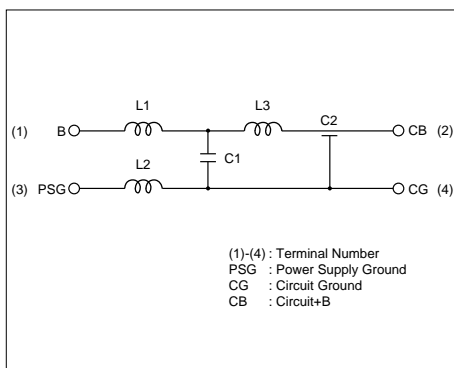 L1
L3
C2
(1) B
CB (2)
C1
L2
(3) PSG
CG (4)
(1)-(4) : Terminal Number
PSG : Power Supply Ground
CG : Circuit Ground
CB : Circuit+B